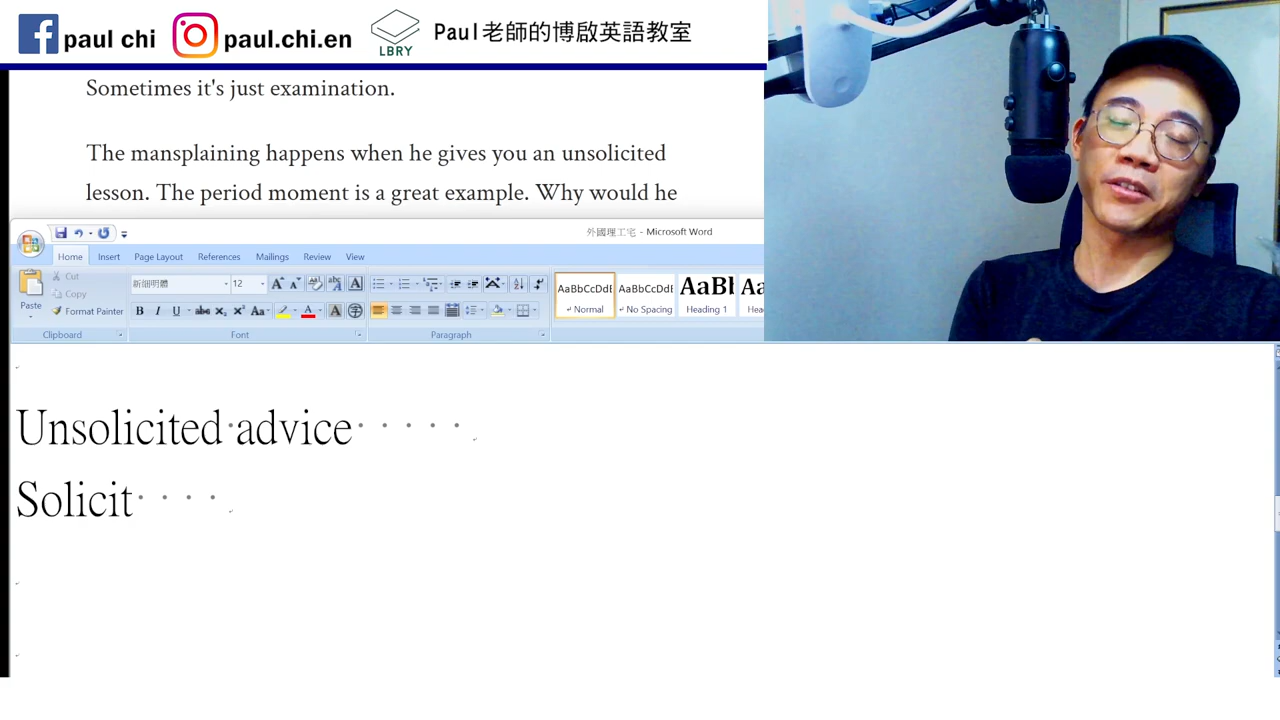 paul chi
paul.chi.en
LBRY
Paul老師的博啟英語教室
Sometimes it's just examination.
The mansplaining happens when he gives you an unsolicited
lesson. The period moment is a great example. Why would he
外國理工宅 - Microsoft Word
Home Insert Page Layout References Mailings Review View
Paste
Cut
Copy
Format Painter
Clipboard
新細明體 12
Font
Paragraph
AaBbCcDdE AaBbCcDdE AaBb Aa
Normal No Spacing Heading 1 Hea
Unsolicited advice
Solicit